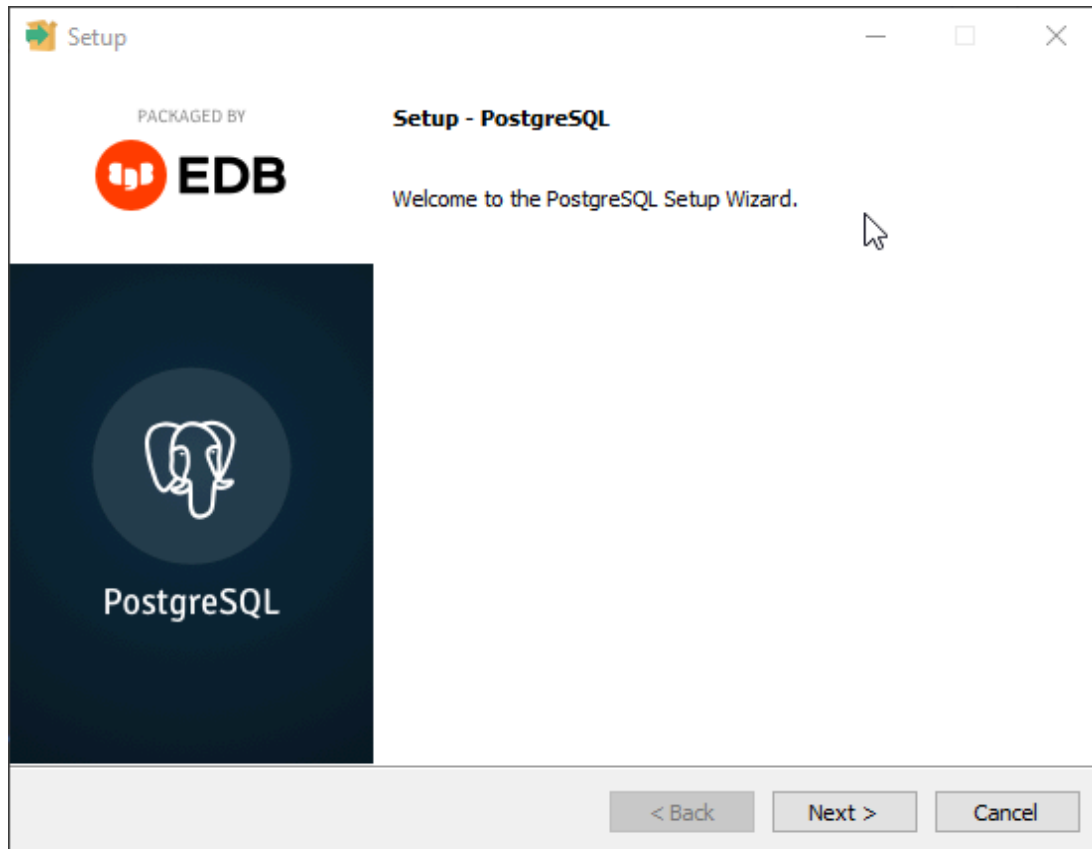 Setup
PACKAGED BY
EDB
Setup - PostgreSQL
Welcome to the PostgreSQL Setup Wizard.
PostgreSQL
< Back
Next >
Cancel